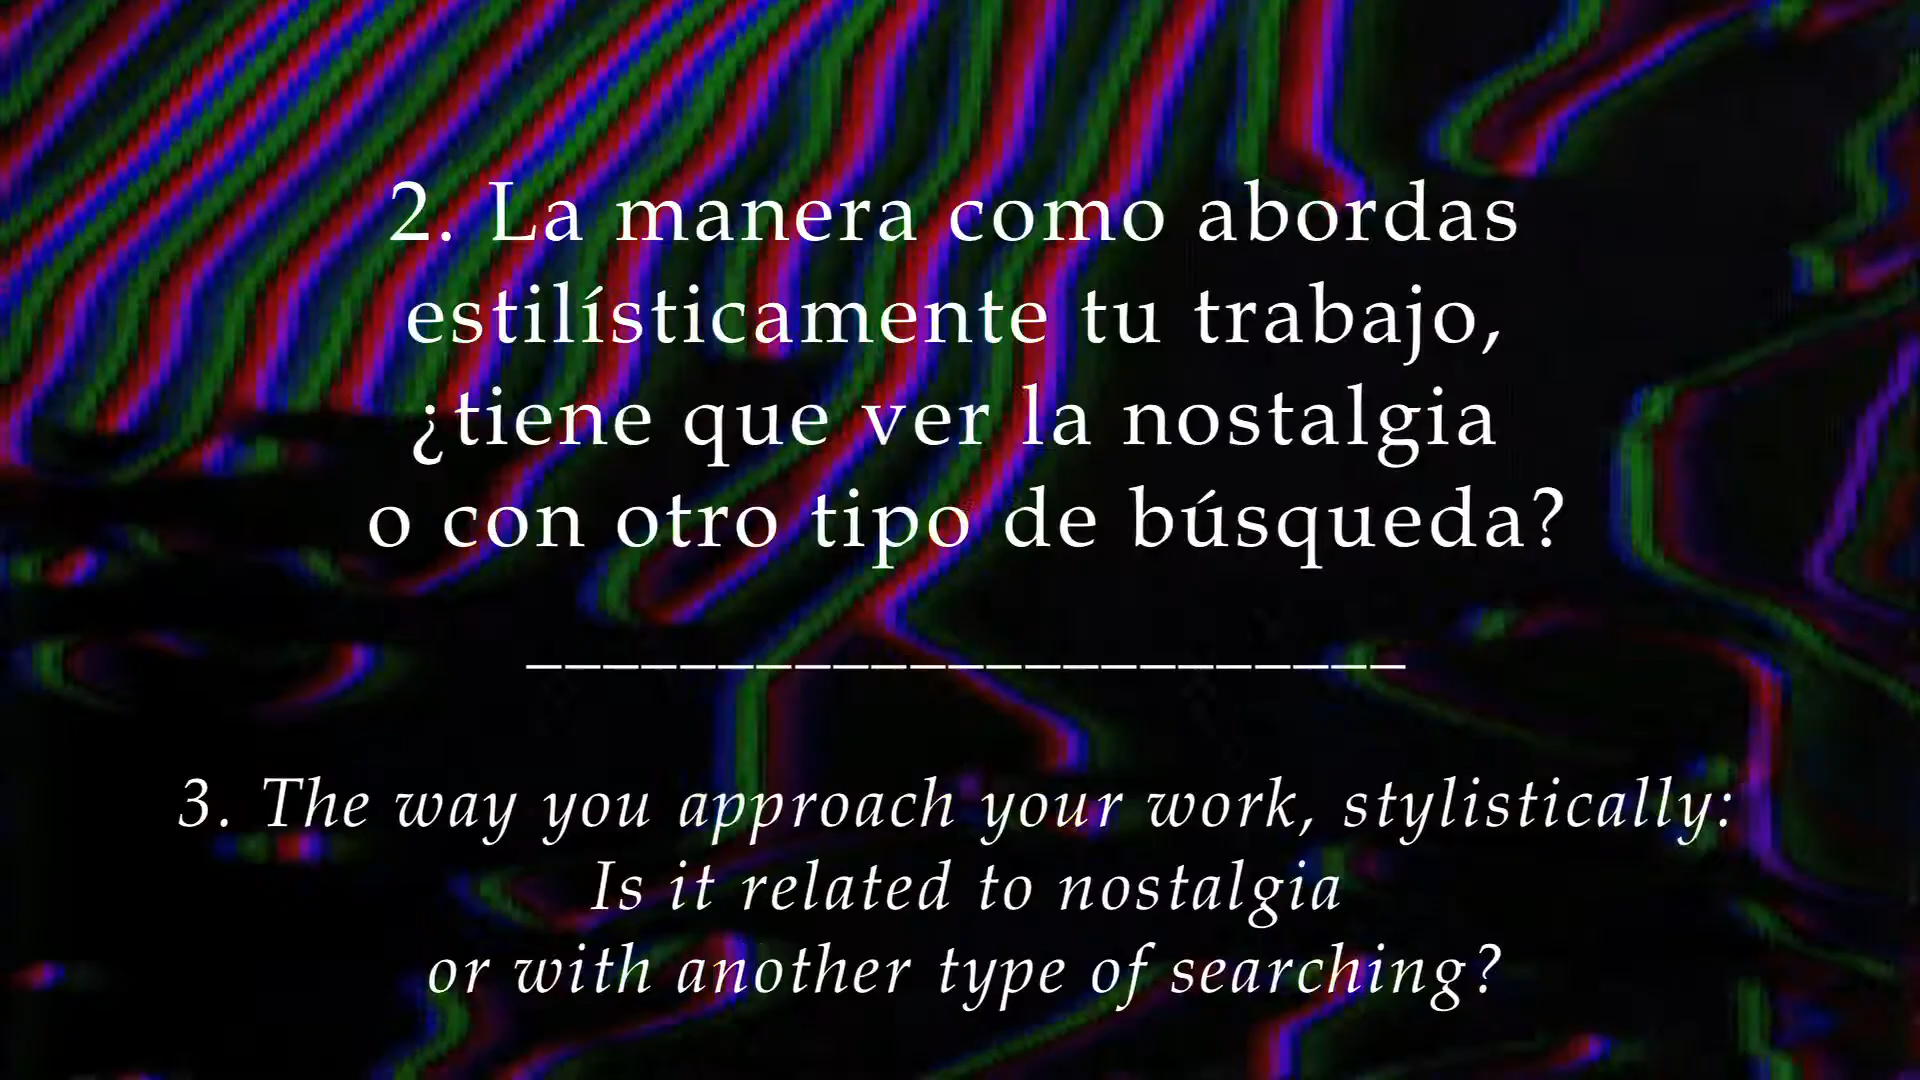 2. La manera como abordas
estilísticamente tu trabajo,
¿tiene que ver la nostalgia
o con otro tipo de búsqueda?
_______________________
3. The way you approach your work, stylistically:
Is it related to nostalgia
or with another type of searching?